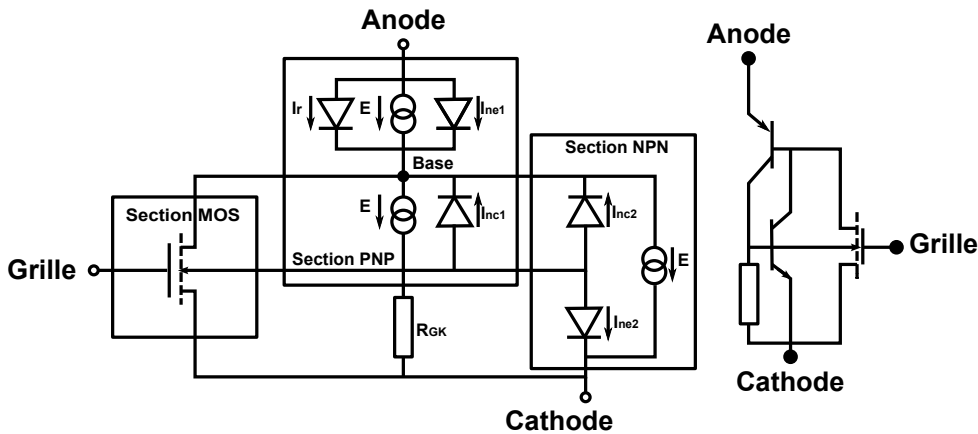 Anode
Ir
E
Ine1
Base
Section NPN
Section MOS
E
Inc1
Inc2
E
Grille
Section PNP
RGK
Ine2
Cathode
Anode
Grille
Cathode